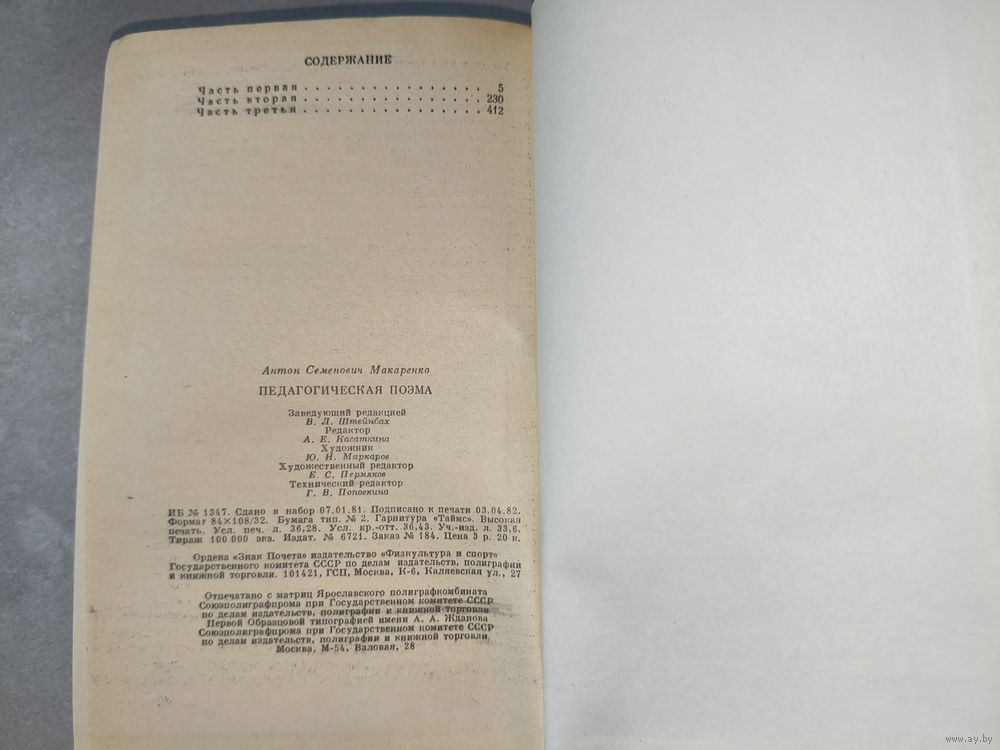 СОДЕРЖАНИЕ
Часть первая . . . . . . . . . . . . . . . . 5
Часть вторая . . . . . . . . . . . . . . . . 230
Часть третья . . . . . . . . . . . . . . . . 412
Антон Семенович Макаренко
ПЕДАГОГИЧЕСКАЯ ПОЭМА
Заведующий редакцией
В. Л. Штейнбах
Редактор
А. Е. Касаткина
Художник
Ю. Н. Маркаров
Художественный редактор
Е. С. Пермяков
Технический редактор
Г. В. Поповкина
ИБ № 1347. Сдано в набор 07.01.81. Подписано к печати 03.04.82.
Формат 84×108/32. Бумага тип. № 2. Гарнитура «Таймс». Высокая
печать. Усл. печ. л. 36,28. Усл. кр.-отт. 36,43. Уч.-изд. л. 33,6.
Тираж 100 000 экз. Издат. № 6721. Заказ № 184. Цена 3 р. 20 к.
Ордена «Знак Почета» издательство «Физкультура и спорт»
Государственного комитета СССР по делам издательств, полиграфии
и книжной торговли. 101421, ГСП, Москва, К-6, Каляевская ул., 27
Отпечатано с матриц Ярославского полиграфкомбината
Союзполиграфпрома при Государственном комитете СССР
по делам издательств, полиграфии и книжной торговли
Первой Образцовой типографией имени А. А. Жданова
Союзполиграфпрома при Государственном комитете СССР
по делам издательств, полиграфии и книжной торговли.
Москва, М-54, Валовая, 28
www.ay.by